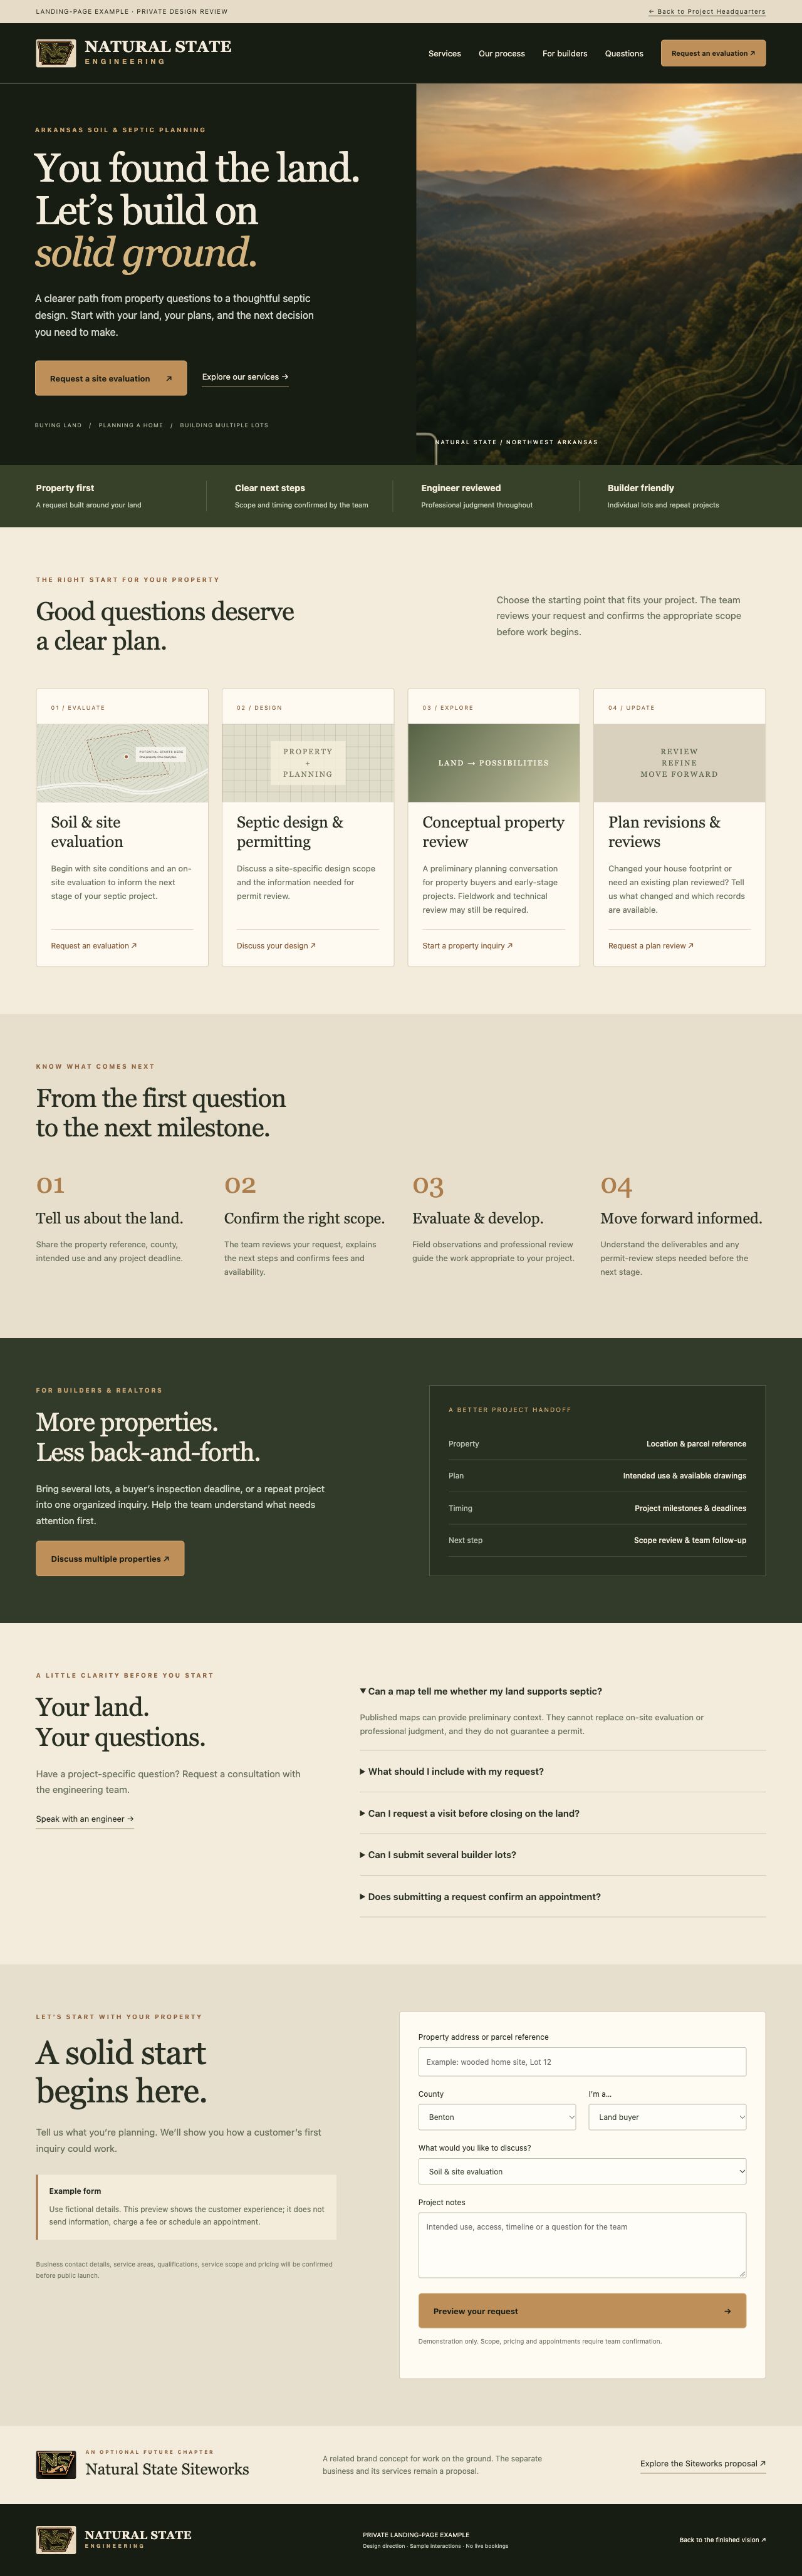 LANDING-PAGE EXAMPLE · PRIVATE DESIGN REVIEW
← Back to Project Headquarters
NATURAL STATE
ENGINEERING
Services
Our process
For builders
Questions
Request an evaluation ↗
ARKANSAS SOIL & SEPTIC PLANNING
You found the land.
Let's build on
solid ground.
A clearer path from property questions to a thoughtful septic
design. Start with your land, your plans, and the next decision
you need to make.
Request a site evaluation ↗
Explore our services →
BUYING LAND / PLANNING A HOME / BUILDING MULTIPLE LOTS
NATURAL STATE / NORTHWEST ARKANSAS
Property first
A request built around your land
Clear next steps
Scope and timing confirmed by the team
Engineer reviewed
Professional judgment throughout
Builder friendly
Individual lots and repeat projects
THE RIGHT START FOR YOUR PROPERTY
Good questions deserve
a clear plan.
Choose the starting point that fits your project. The team
reviews your request and confirms the appropriate scope
before work begins.
01 / EVALUATE
POTENTIAL STARTS HERE
Soil & site
evaluation
Begin with site conditions and an on-
site evaluation to inform the next
stage of your septic project.
Request an evaluation ↗
02 / DESIGN
PROPERTY
+
PLANNING
Septic design &
permitting
Discuss a site-specific design scope
and the information needed for
permit review.
Discuss your design ↗
03 / EXPLORE
LAND → POSSIBILITIES
Conceptual property
review
A preliminary planning conversation
for property buyers and early-stage
projects. Fieldwork and technical
review may still be required.
Start a property inquiry ↗
04 / UPDATE
REVIEW
REFINE
MOVE FORWARD
Plan revisions &
reviews
Changed your house footprint or
need an existing plan reviewed? Tell
us what changed and which records
are available.
Request a plan review ↗
KNOW WHAT COMES NEXT
From the first question
to the next milestone.
01
Tell us about the land.
Share the property reference, county,
intended use and any project deadline.
02
Confirm the right scope.
The team reviews your request, explains
the next steps and confirms fees and
availability.
03
Evaluate & develop.
Field observations and professional review
guide the work appropriate to your project.
04
Move forward informed.
Understand the deliverables and any
permit-review steps needed before the
next stage.
FOR BUILDERS & REALTORS
More properties.
Less back-and-forth.
Bring several lots, a buyer's inspection deadline, or a repeat project
into one organized inquiry. Help the team understand what needs
attention first.
Discuss multiple properties ↗
A BETTER PROJECT HANDOFF
Property Location & parcel reference
Plan Intended use & available drawings
Timing Project milestones & deadlines
Next step Scope review & team follow-up
A LITTLE CLARITY BEFORE YOU START
Your land.
Your questions.
Have a project-specific question? Request a consultation with
the engineering team.
Speak with an engineer →
▼ Can a map tell me whether my land supports septic?
Published maps can provide preliminary context. They cannot replace on-site evaluation or
professional judgment, and they do not guarantee a permit.
▶ What should I include with my request?
▶ Can I request a visit before closing on the land?
▶ Can I submit several builder lots?
▶ Does submitting a request confirm an appointment?
LET'S START WITH YOUR PROPERTY
A solid start
begins here.
Tell us what you're planning. We'll show you how a customer's first
inquiry could work.
Example form
Use fictional details. This preview shows the customer experience; it does not
send information, charge a fee or schedule an appointment.
Business contact details, service areas, qualifications, service scope and pricing will be confirmed
before public launch.
Property address or parcel reference
Example: wooded home site, Lot 12
County
Benton
I'm a...
Land buyer
What would you like to discuss?
Soil & site evaluation
Project notes
Intended use, access, timeline or a question for the team
Preview your request →
Demonstration only. Scope, pricing and appointments require team confirmation.
AN OPTIONAL FUTURE CHAPTER
Natural State Siteworks
A related brand concept for work on the ground. The separate
business and its services remain a proposal.
Explore the Siteworks proposal ↗
NATURAL STATE
ENGINEERING
PRIVATE LANDING-PAGE EXAMPLE
Design direction · Sample interactions · No live bookings
Back to the finished vision ↗